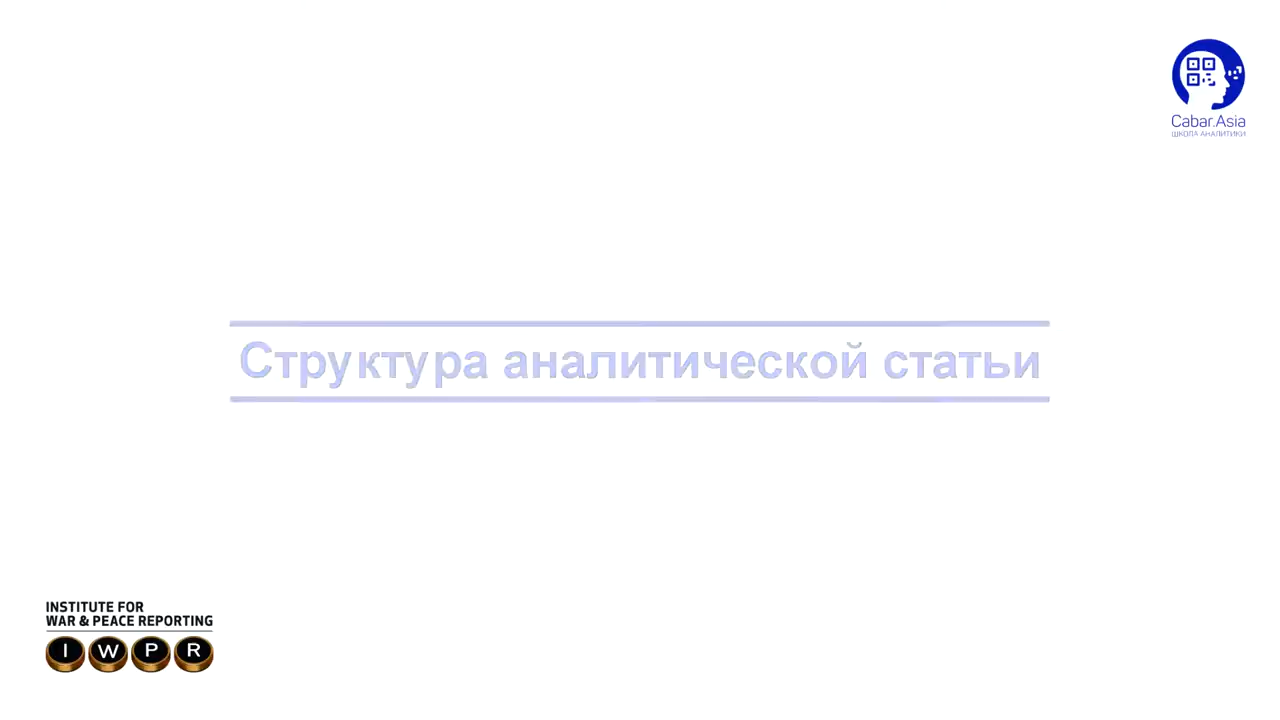 Cabar.Asia
ШКОЛА АНАЛИТИКИ
Структура аналитической статьи
INSTITUTE FOR
WAR & PEACE REPORTING
I W P R